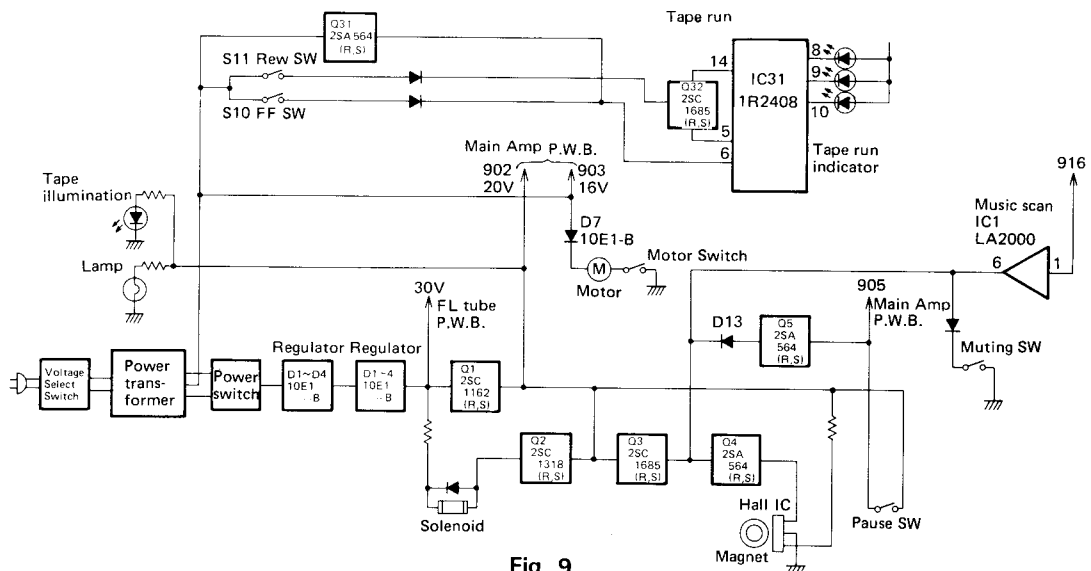 Tape run
Q31
2SA 564
(R,S)
S11 Rew SW
S10 FF SW
Q32
2SC
1685
(R,S)
14
5
6
IC31
1R2408
8
9
10
Tape run
indicator
Main Amp P.W.B.
902
20V
903
16V
Tape
illumination
Lamp
D7
10E1-B
Motor Switch
M
Motor
916
Music scan
IC1
LA2000
6
1
30V
FL tube
P.W.B.
905
Main Amp
P.W.B.
D13
Q5
2SA
564
(R,S)
Muting SW
Voltage
Select
Switch
Power
trans-
former
Power
switch
Regulator
D1~D4
10E1
··B
Regulator
D1~4
10E1
··B
Q1
2SC
1162
(R,S)
Q2
2SC
1318
(R,S)
Q3
2SC
1685
(R,S)
Q4
2SA
564
(R,S)
Solenoid
Hall IC
Magnet
Pause SW
Fig. 9